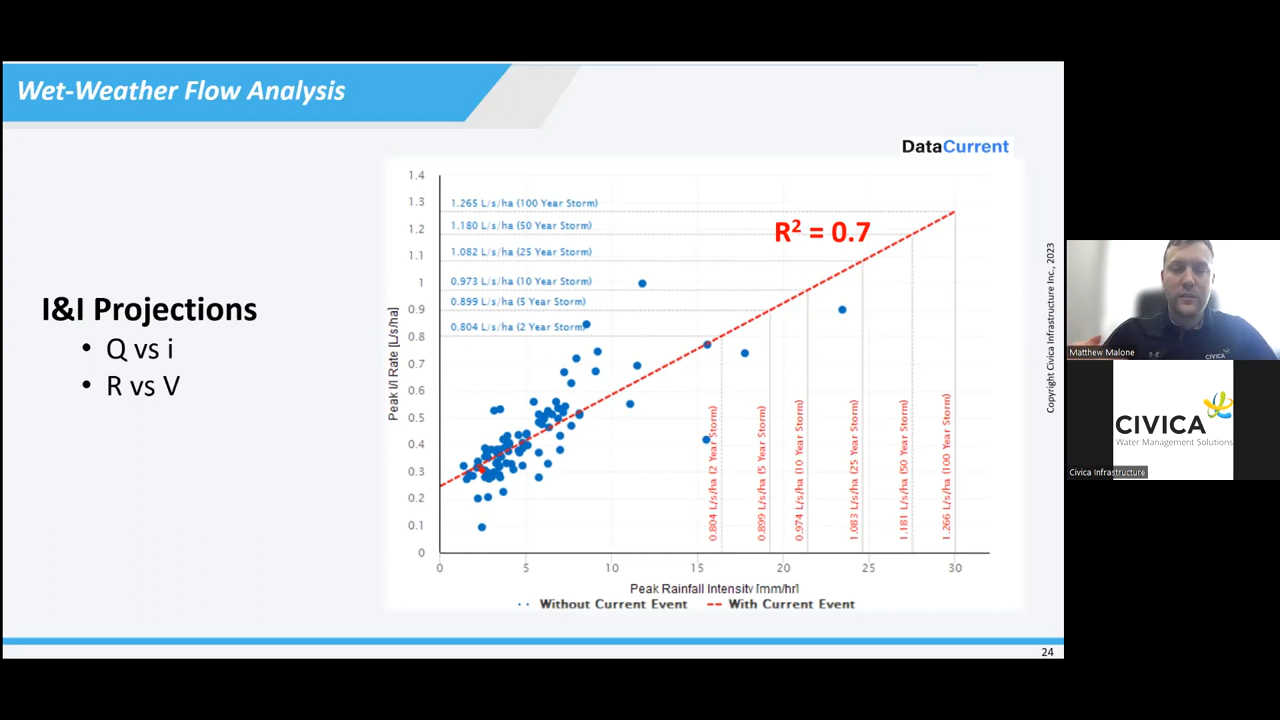 Wet-Weather Flow Analysis
DataCurrent
I&I Projections
• Q vs i
• R vs V
Peak I/I Rate [L/s/ha]
1.4
1.3
1.2
1.1
1
0.9
0.8
0.7
0.6
0.5
0.4
0.3
0.2
0.1
0
1.265 L/s/ha (100 Year Storm)
1.180 L/s/ha (50 Year Storm)
1.082 L/s/ha (25 Year Storm)
0.973 L/s/ha (10 Year Storm)
0.899 L/s/ha (5 Year Storm)
0.804 L/s/ha (2 Year Storm)
R² = 0.7
0.804 L/s/ha (2 Year Storm)
0.899 L/s/ha (5 Year Storm)
0.974 L/s/ha (10 Year Storm)
1.083 L/s/ha (25 Year Storm)
1.181 L/s/ha (50 Year Storm)
1.266 L/s/ha (100 Year Storm)
0 5 10 15 20 25 30
Peak Rainfall Intensity [mm/hr]
Without Current Event With Current Event
Copyright Civica Infrastructure Inc., 2023
24
CIVICA
Matthew Malone
CIVICA
Water Management Solutions
Civica Infrastructure